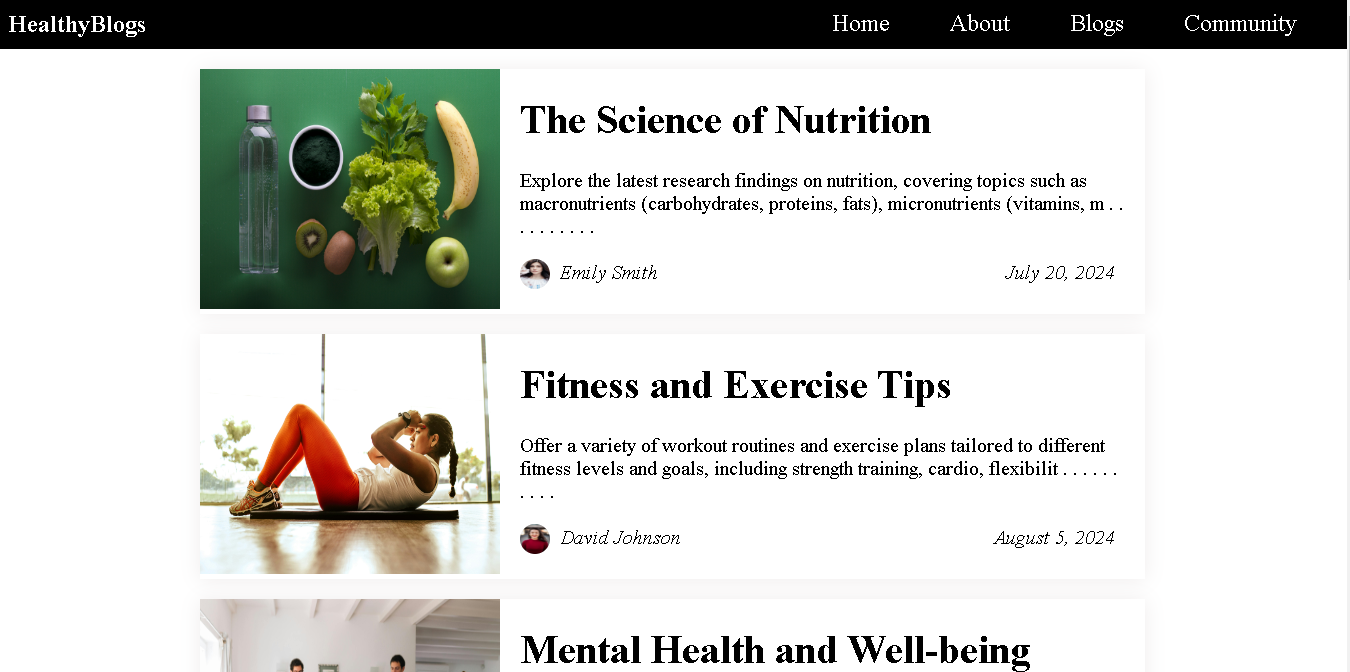 HealthyBlogs Home About Blogs Community
The Science of Nutrition
Explore the latest research findings on nutrition, covering topics such as
macronutrients (carbohydrates, proteins, fats), micronutrients (vitamins, m . .
. . . . . . . . .
Emily Smith July 20, 2024
Fitness and Exercise Tips
Offer a variety of workout routines and exercise plans tailored to different
fitness levels and goals, including strength training, cardio, flexibilit . . . . . .
. . . .
David Johnson August 5, 2024
Mental Health and Well-being